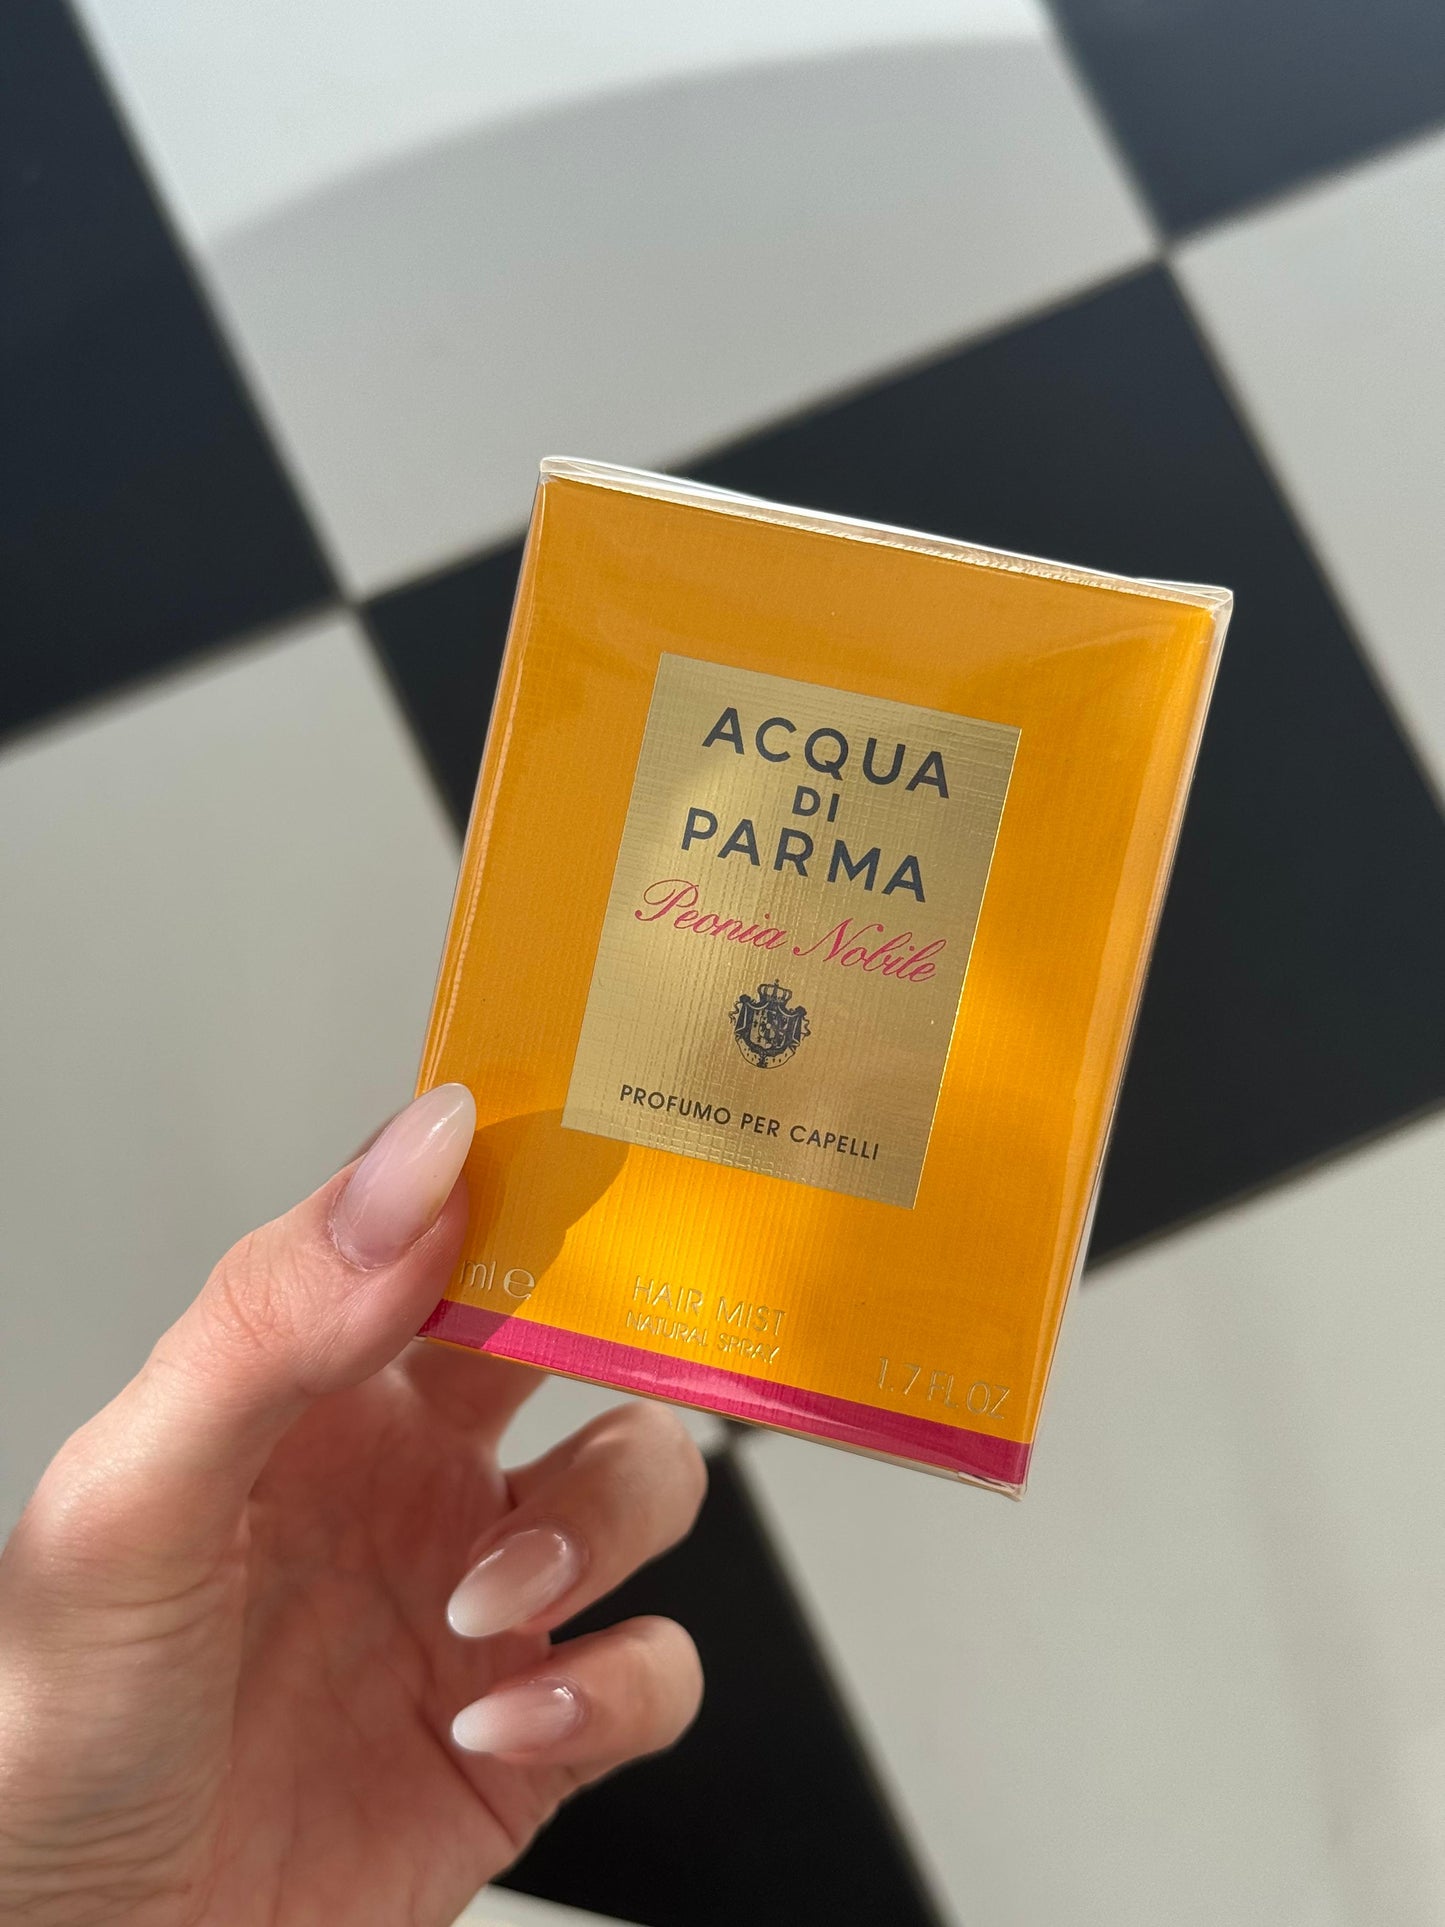 ACQUA
DI
PARMA
Peonia Nobile
PROFUMO PER CAPELLI
ml e
HAIR MIST
NATURAL SPRAY
1.7 FL.OZ